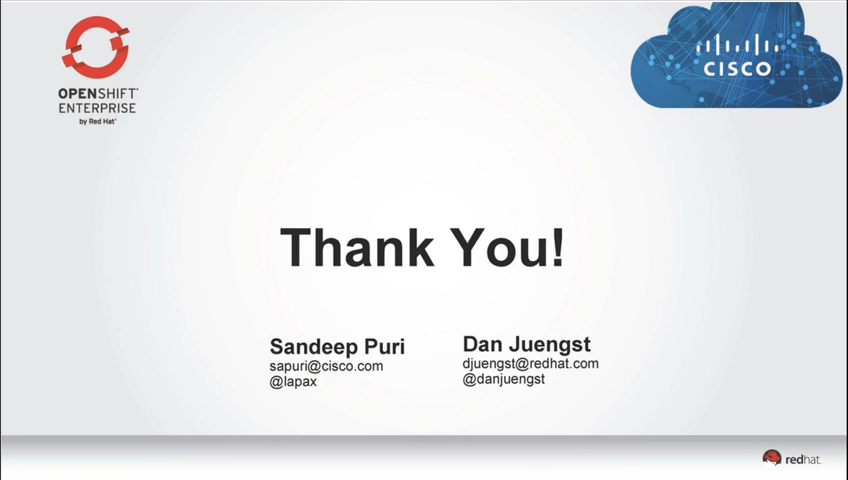 OPENSHIFT
ENTERPRISE
by Red Hat®
CISCO
Thank You!
Sandeep Puri
sapuri@cisco.com
@lapax
Dan Juengst
djuengst@redhat.com
@danjuengst
redhat.